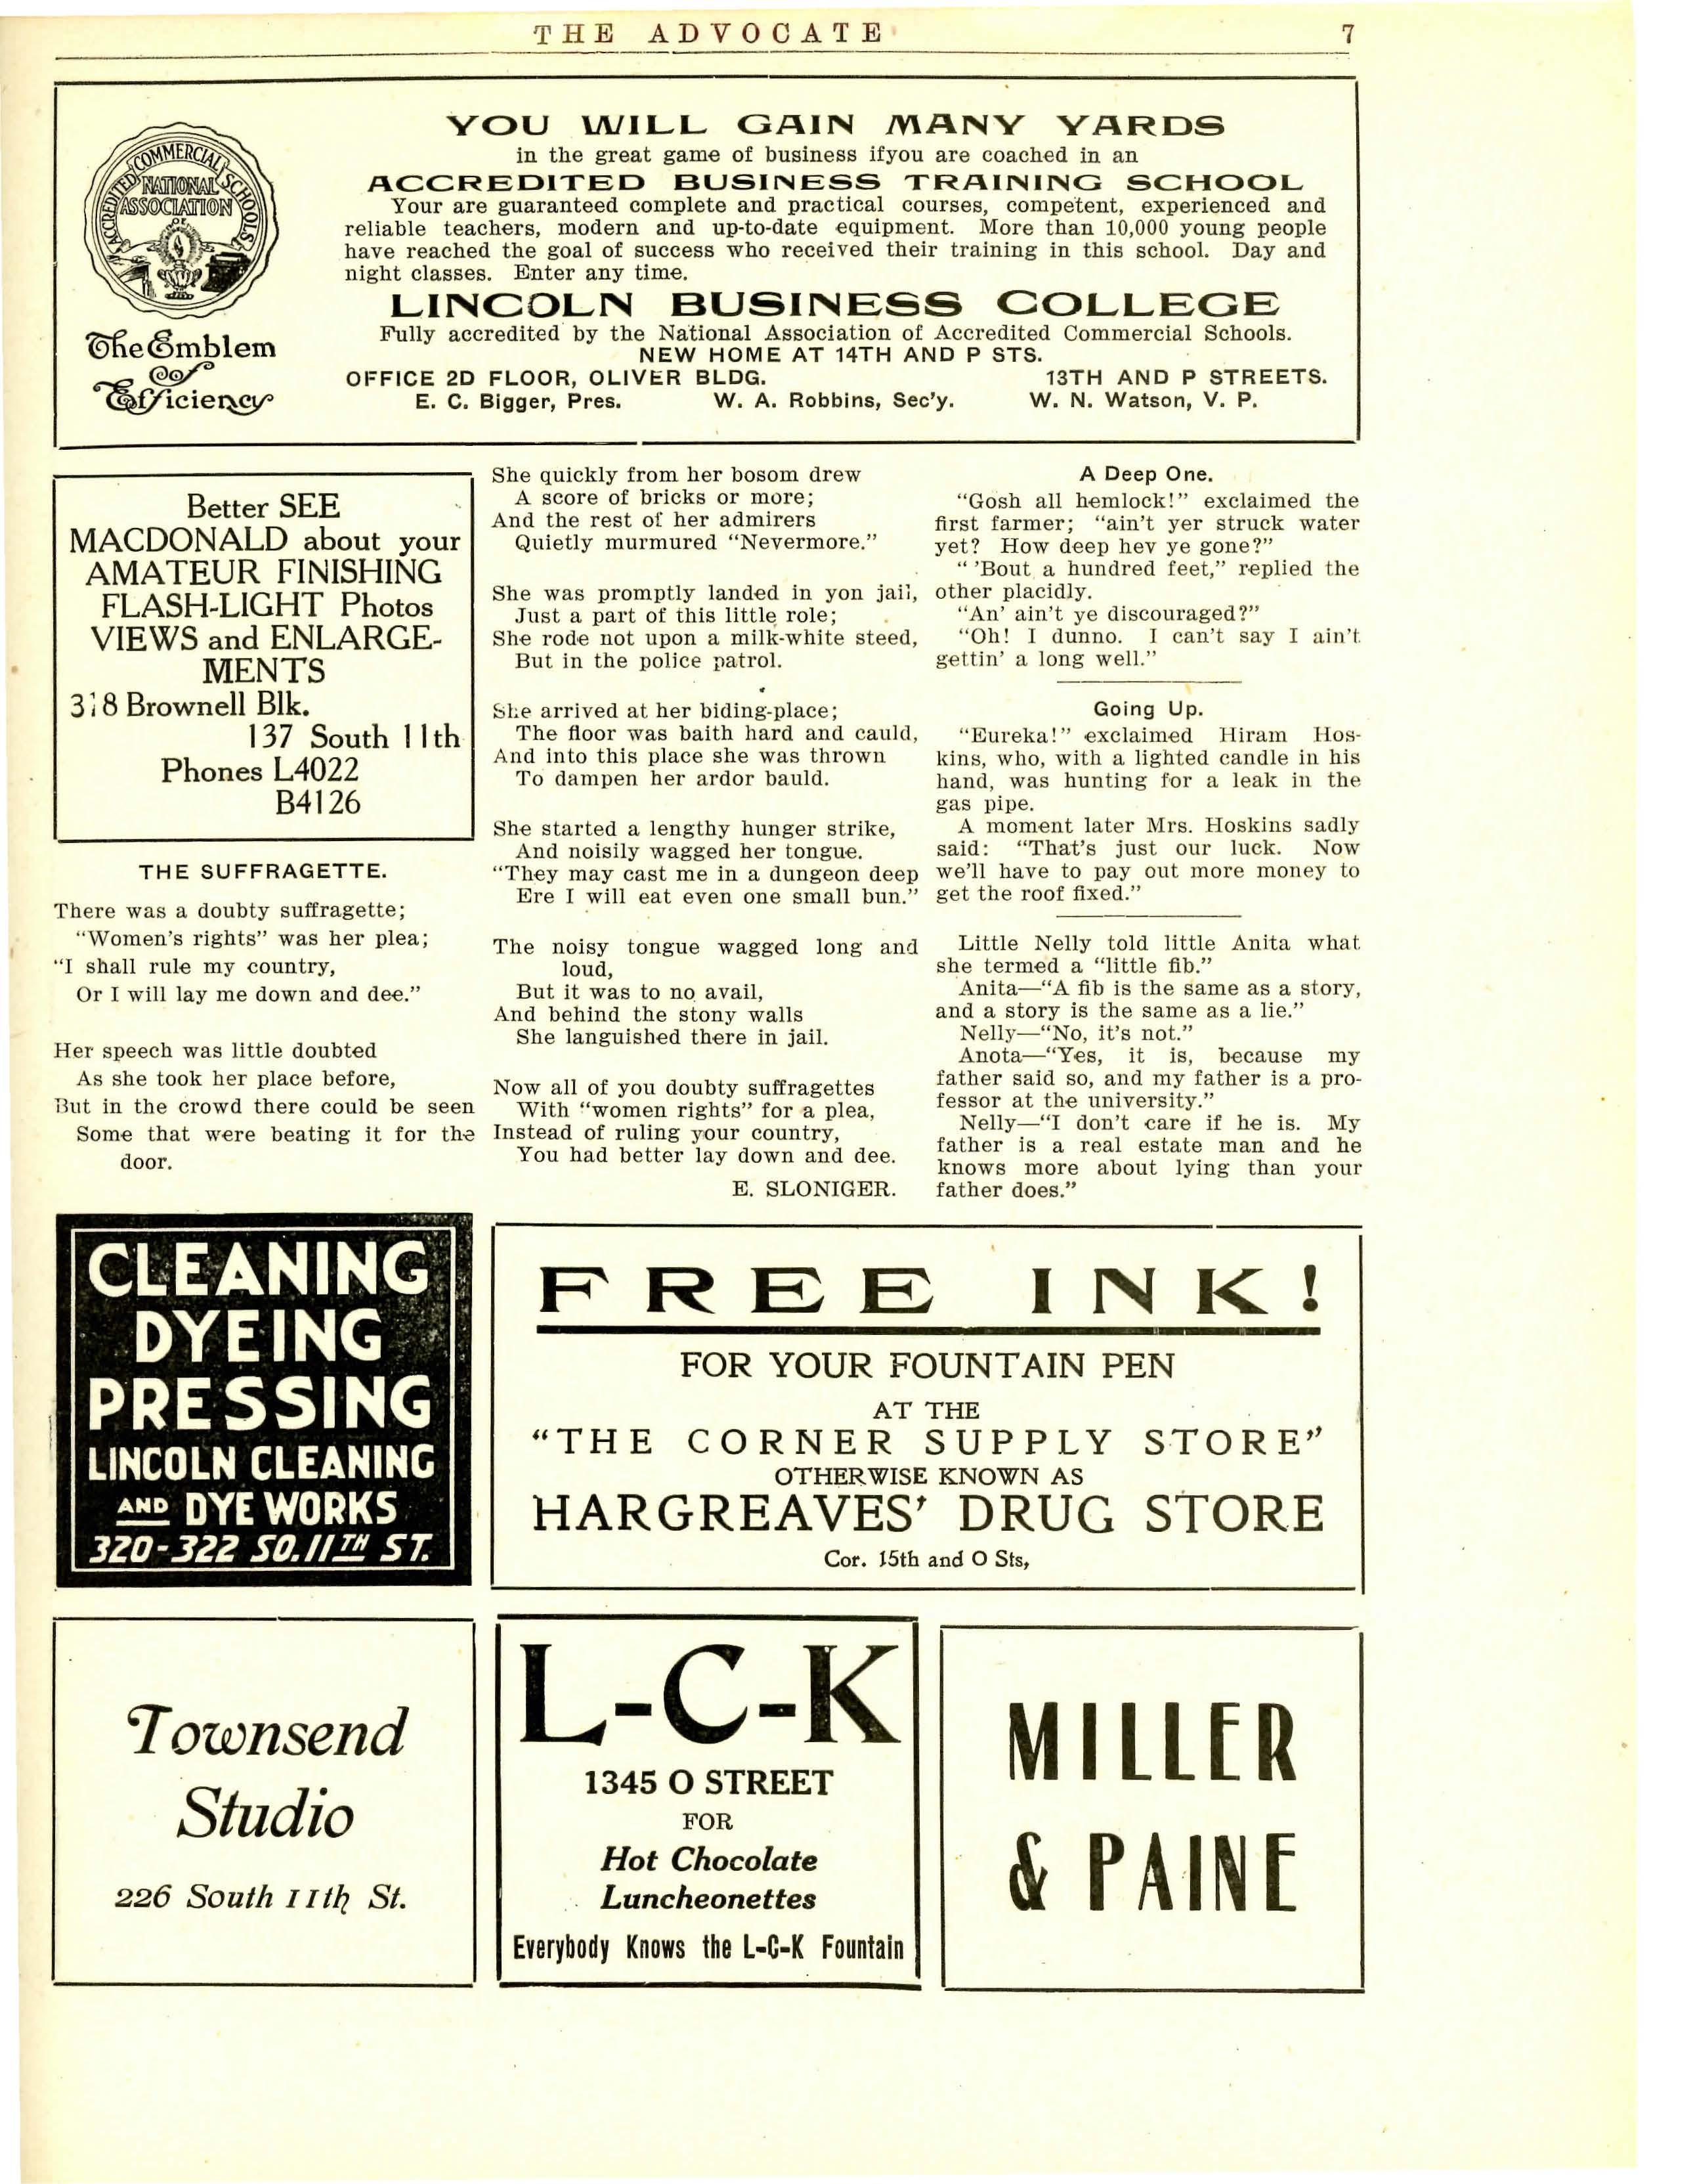 THE ADVOCATE 7
ACCREDITED COMMERCIAL SCHOOLS
NATIONAL
ASSOCIATION
OF
The Emblem
of
Efficiency
YOU WILL GAIN MANY YARDS
in the great game of business ifyou are coached in an
ACCREDITED BUSINESS TRAINING SCHOOL
Your are guaranteed complete and practical courses, competent, experienced and
reliable teachers, modern and up-to-date equipment. More than 10,000 young people
have reached the goal of success who received their training in this school. Day and
night classes. Enter any time.
LINCOLN BUSINESS COLLEGE
Fully accredited by the National Association of Accredited Commercial Schools.
NEW HOME AT 14TH AND P STS.
OFFICE 2D FLOOR, OLIVER BLDG. 13TH AND P STREETS.
E. C. Bigger, Pres. W. A. Robbins, Sec'y. W. N. Watson, V. P.
Better SEE
MACDONALD about your
AMATEUR FINISHING
FLASH-LIGHT Photos
VIEWS and ENLARGE-
MENTS
318 Brownell Blk.
137 South 11th
Phones L4022
B4126
THE SUFFRAGETTE.
There was a doubty suffragette;
"Women's rights" was her plea;
"I shall rule my country,
Or I will lay me down and dee."
Her speech was little doubted
As she took her place before,
But in the crowd there could be seen
Some that were beating it for the
door.
She quickly from her bosom drew
A score of bricks or more;
And the rest of her admirers
Quietly murmured "Nevermore."
She was promptly landed in yon jail,
Just a part of this little role;
She rode not upon a milk-white steed,
But in the police patrol.
She arrived at her biding-place;
The floor was baith hard and cauld,
And into this place she was thrown
To dampen her ardor bauld.
She started a lengthy hunger strike,
And noisily wagged her tongue.
"They may cast me in a dungeon deep
Ere I will eat even one small bun."
The noisy tongue wagged long and
loud,
But it was to no avail,
And behind the stony walls
She languished there in jail.
Now all of you doubty suffragettes
With "women rights" for a plea,
Instead of ruling your country,
You had better lay down and dee.
E. SLONIGER.
A Deep One.
"Gosh all hemlock!" exclaimed the
first farmer; "ain't yer struck water
yet? How deep hev ye gone?"
" 'Bout a hundred feet," replied the
other placidly.
"An' ain't ye discouraged?"
"Oh! I dunno. I can't say I ain't
gettin' a long well."
Going Up.
"Eureka!" exclaimed Hiram Hos-
kins, who, with a lighted candle in his
hand, was hunting for a leak in the
gas pipe.
A moment later Mrs. Hoskins sadly
said: "That's just our luck. Now
we'll have to pay out more money to
get the roof fixed."
Little Nelly told little Anita what
she termed a "little fib."
Anita—"A fib is the same as a story,
and a story is the same as a lie."
Nelly—"No, it's not."
Anota—"Yes, it is, because my
father said so, and my father is a pro-
fessor at the university."
Nelly—"I don't care if he is. My
father is a real estate man and he
knows more about lying than your
father does."
CLEANING
DYEING
PRESSING
LINCOLN CLEANING
AND DYE WORKS
320-322 SO. 11TH ST.
FREE INK!
FOR YOUR FOUNTAIN PEN
AT THE
"THE CORNER SUPPLY STORE"
OTHERWISE KNOWN AS
HARGREAVES' DRUG STORE
Cor. 15th and O Sts,
Townsend
Studio
226 South 11th St.
L-C-K
1345 O STREET
FOR
Hot Chocolate
Luncheonettes
Everybody Knows the L-C-K Fountain
MILLER
& PAINE